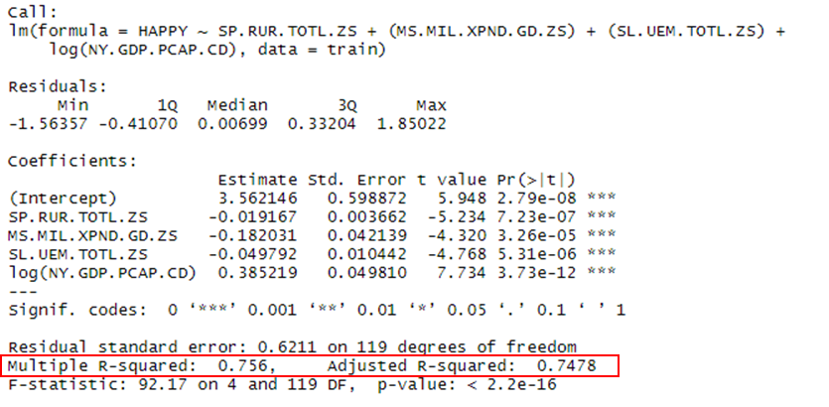 Call:
lm(formula = HAPPY ~ SP.RUR.TOTL.ZS + (MS.MIL.XPND.GD.ZS) + (SL.UEM.TOTL.ZS) +
log(NY.GDP.PCAP.CD), data = train)
Residuals:
Min 1Q Median 3Q Max
-1.56357 -0.41070 0.00699 0.33204 1.85022
Coefficients:
Estimate Std. Error t value Pr(>|t|)
(Intercept) 3.562146 0.598872 5.948 2.79e-08 ***
SP.RUR.TOTL.ZS -0.019167 0.003662 -5.234 7.23e-07 ***
MS.MIL.XPND.GD.ZS -0.182031 0.042139 -4.320 3.26e-05 ***
SL.UEM.TOTL.ZS -0.049792 0.010442 -4.768 5.31e-06 ***
log(NY.GDP.PCAP.CD) 0.385219 0.049810 7.734 3.73e-12 ***
---
Signif. codes: 0 ‘***’ 0.001 ‘**’ 0.01 ‘*’ 0.05 ‘.’ 0.1 ‘ ’ 1
Residual standard error: 0.6211 on 119 degrees of freedom
Multiple R-squared: 0.756, Adjusted R-squared: 0.7478
F-statistic: 92.17 on 4 and 119 DF, p-value: < 2.2e-16